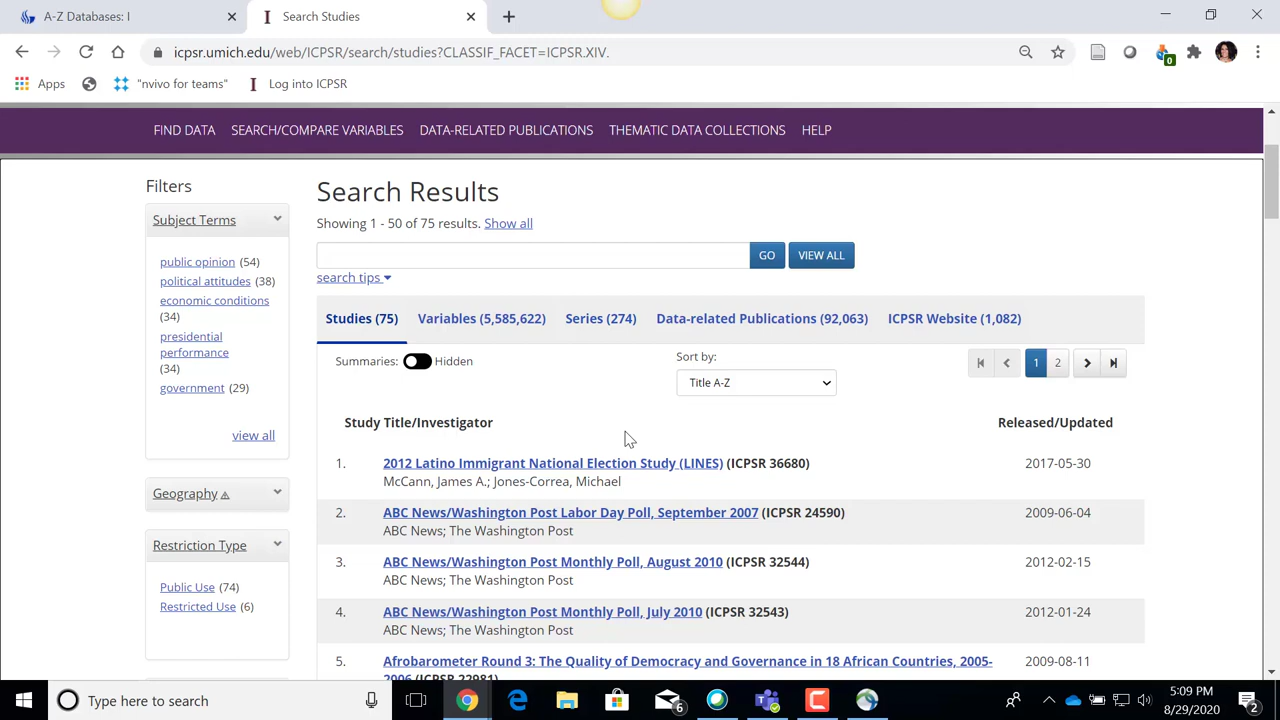 A-Z Databases: I
Search Studies
icpsr.umich.edu/web/ICPSR/search/studies?CLASSIF_FACET=ICPSR.XIV.
0
Apps
"nvivo for teams"
Log into ICPSR
FIND DATA SEARCH/COMPARE VARIABLES DATA-RELATED PUBLICATIONS THEMATIC DATA COLLECTIONS HELP
Filters
Subject Terms
public opinion (54)
political attitudes (38)
economic conditions
(34)
presidential
performance
(34)
government (29)
view all
Geography
Restriction Type
Public Use (74)
Restricted Use (6)
Search Results
Showing 1 - 50 of 75 results. Show all
GO
VIEW ALL
search tips
Studies (75) Variables (5,585,622) Series (274) Data-related Publications (92,063) ICPSR Website (1,082)
Summaries: Hidden
Sort by:
Title A-Z
1 2
Study Title/Investigator Released/Updated
1. 2012 Latino Immigrant National Election Study (LINES) (ICPSR 36680) 2017-05-30
McCann, James A.; Jones-Correa, Michael
2. ABC News/Washington Post Labor Day Poll, September 2007 (ICPSR 24590) 2009-06-04
ABC News; The Washington Post
3. ABC News/Washington Post Monthly Poll, August 2010 (ICPSR 32544) 2012-02-15
ABC News; The Washington Post
4. ABC News/Washington Post Monthly Poll, July 2010 (ICPSR 32543) 2012-01-24
ABC News; The Washington Post
5. Afrobarometer Round 3: The Quality of Democracy and Governance in 18 African Countries, 2005- 2009-08-11
2006 (ICPSR 22981)
Type here to search
6
5:09 PM
8/29/2020
2